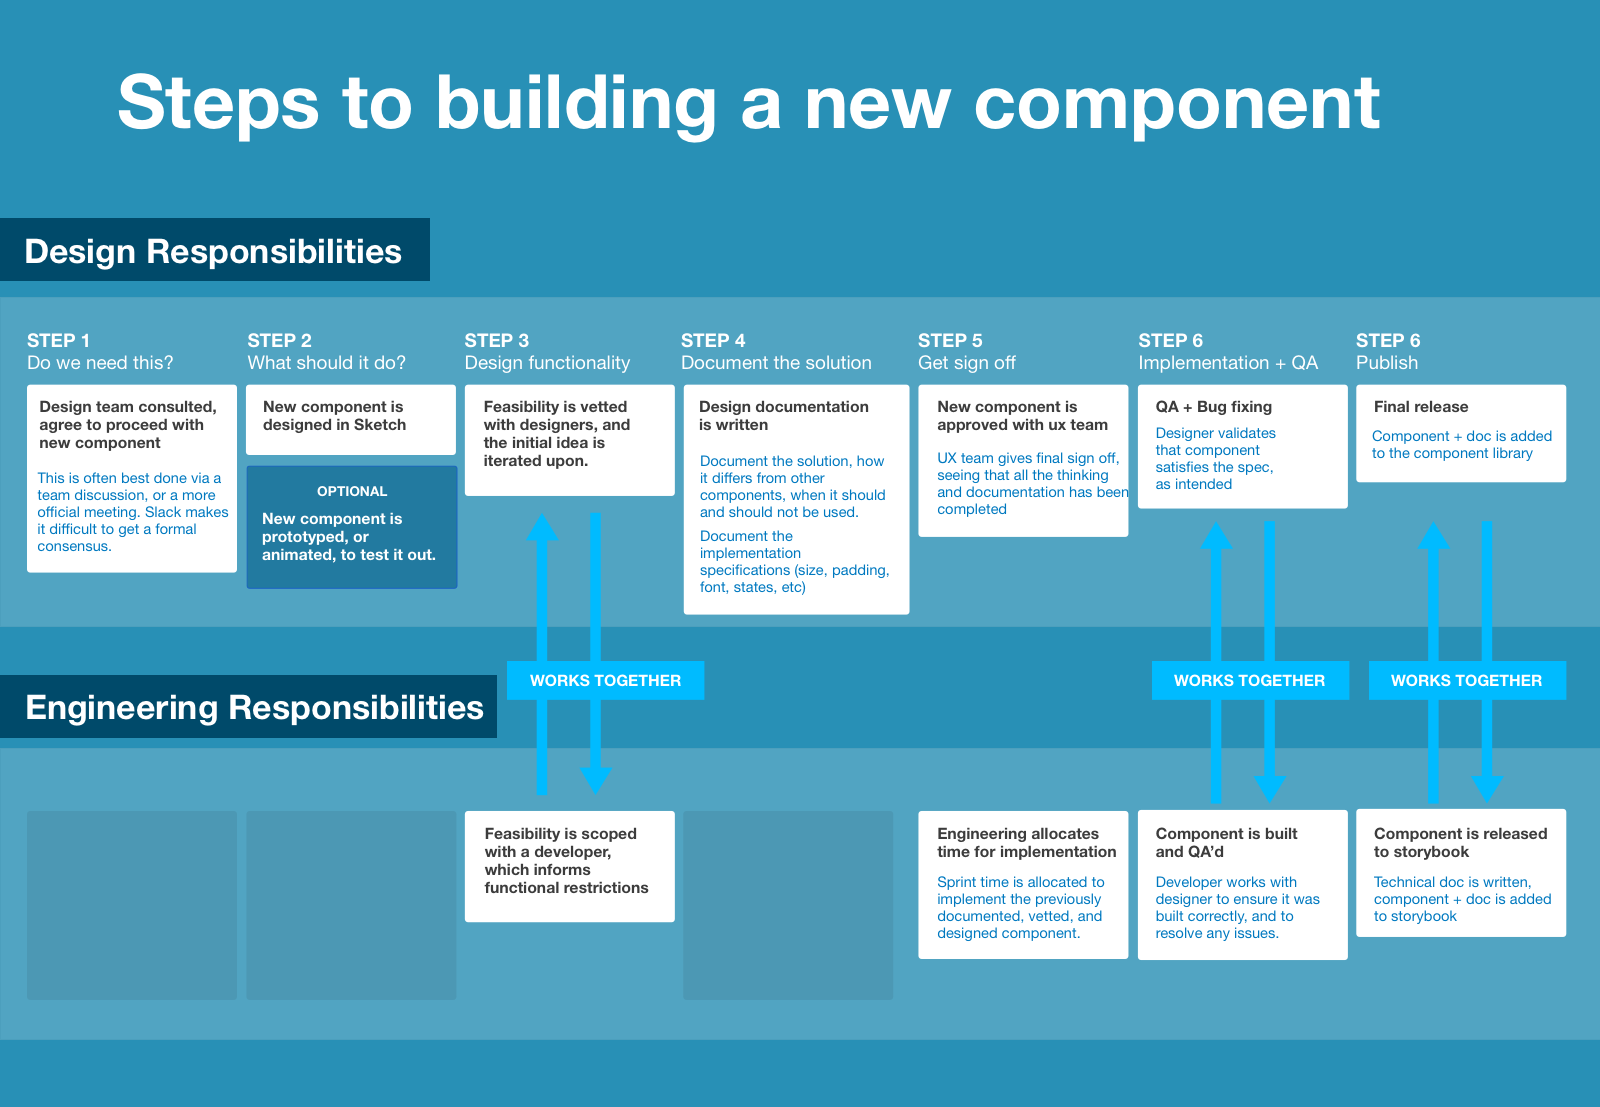 Steps to building a new component
Design Responsibilities
STEP 1
Do we need this?
Design team consulted,
agree to proceed with
new component
This is often best done via a
team discussion, or a more
official meeting. Slack makes
it difficult to get a formal
consensus.
STEP 2
What should it do?
New component is
designed in Sketch
OPTIONAL
New component is
prototyped, or
animated, to test it out.
STEP 3
Design functionality
Feasibility is vetted
with designers, and
the initial idea is
iterated upon.
STEP 4
Document the solution
Design documentation
is written
Document the solution, how
it differs from other
components, when it should
and should not be used.
Document the
implementation
specifications (size, padding,
font, states, etc)
STEP 5
Get sign off
New component is
approved with ux team
UX team gives final sign off,
seeing that all the thinking
and documentation has been
completed
STEP 6
Implementation + QA
QA + Bug fixing
Designer validates
that component
satisfies the spec,
as intended
STEP 6
Publish
Final release
Component + doc is added
to the component library
WORKS TOGETHER
WORKS TOGETHER
WORKS TOGETHER
Engineering Responsibilities
Feasibility is scoped
with a developer,
which informs
functional restrictions
Engineering allocates
time for implementation
Sprint time is allocated to
implement the previously
documented, vetted, and
designed component.
Component is built
and QA’d
Developer works with
designer to ensure it was
built correctly, and to
resolve any issues.
Component is released
to storybook
Technical doc is written,
component + doc is added
to storybook